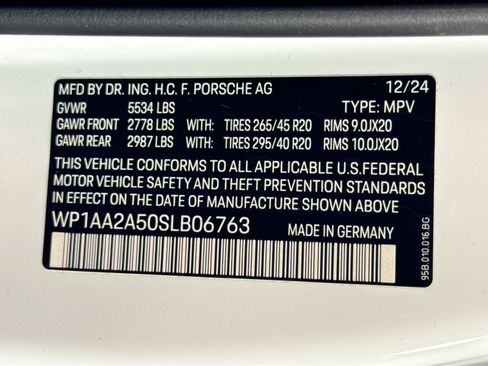 MFD BY DR. ING. H.C. F. PORSCHE AG 12/24
GVWR 5534 LBS TYPE: MPV
GAWR FRONT 2778 LBS WITH: TIRES 265/45 R20 RIMS 9.0JX20
GAWR REAR 2987 LBS WITH: TIRES 295/40 R20 RIMS 10.0JX20
THIS VEHICLE CONFORMS TO ALL APPLICABLE U.S.FEDERAL
MOTOR VEHICLE SAFETY AND THEFT PREVENTION STANDARDS
IN EFFECT ON THE DATE OF MANUFACTURE SHOWN ABOVE.
WP1AA2A50SLB06763 MADE IN GERMANY
95B.010.016.BG